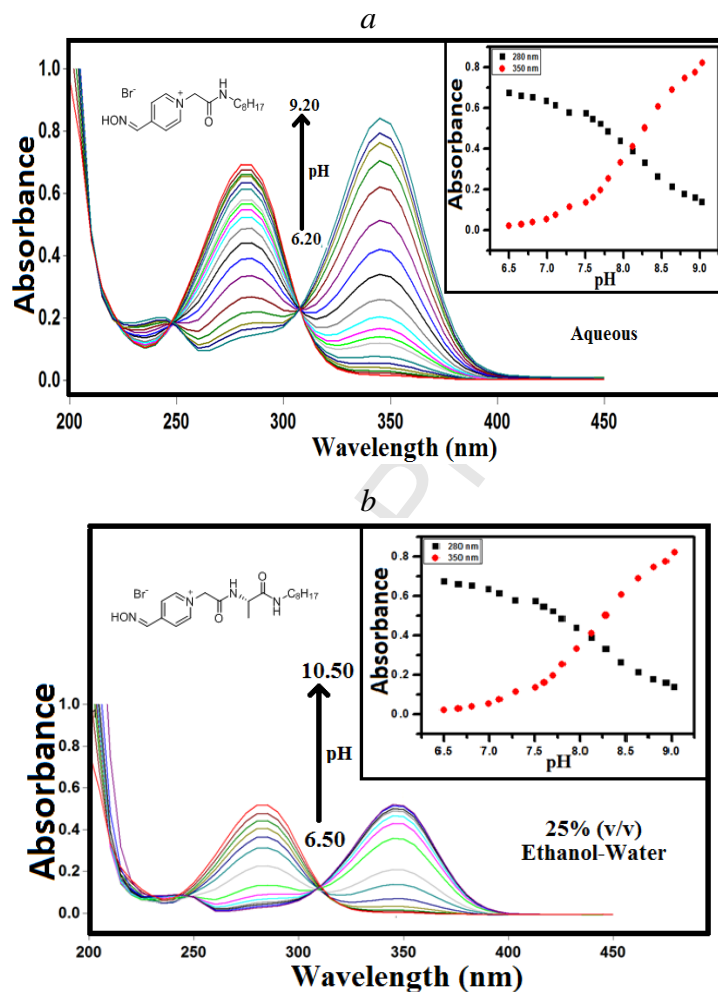 a
Absorbance
1.0
0.8
0.6
0.4
0.2
0.0
200
250
300
350
400
450
Wavelength (nm)
Br-
HON
N+
O
H
N
C8H17
9.20
pH
6.20
Aqueous
280 nm
350 nm
Absorbance
0.8
0.6
0.4
0.2
0.0
6.5 7.0 7.5 8.0 8.5 9.0
pH
b
Absorbance
1.0
0.8
0.6
0.4
0.2
0.0
200
250
300
350
400
450
Wavelength (nm)
Br-
HON
N+
O
H
N
O
N
H
C8H17
10.50
pH
6.50
25% (v/v)
Ethanol-Water
280 nm
350 nm
Absorbance
0.8
0.6
0.4
0.2
0.0
6.5 7.0 7.5 8.0 8.5 9.0
pH